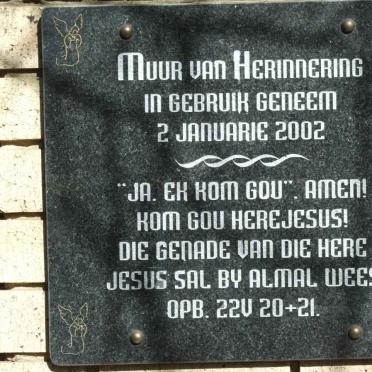 Muur van Herinnering
in gebruik geneem
2 Januarie 2002
"Ja, Ek kom gou". Amen!
Kom gou HereJesus!
Die genade van die Here
Jesus sal by almal wees
Opb. 22v 20+21.